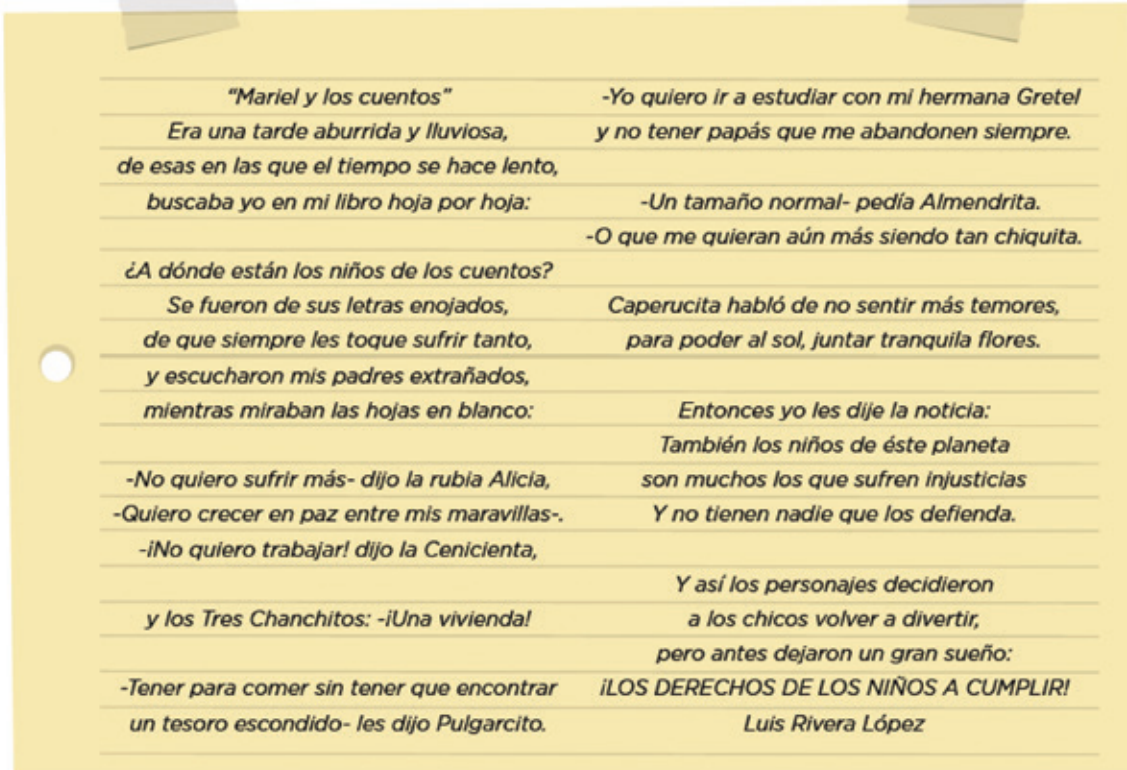 “Mariel y los cuentos”
Era una tarde aburrida y lluviosa,
de esas en las que el tiempo se hace lento,
buscaba yo en mi libro hoja por hoja:
¿A dónde están los niños de los cuentos?
Se fueron de sus letras enojados,
de que siempre les toque sufrir tanto,
y escucharon mis padres extrañados,
mientras miraban las hojas en blanco:
-No quiero sufrir más- dijo la rubia Alicia,
-Quiero crecer en paz entre mis maravillas-.
-¡No quiero trabajar! dijo la Cenicienta,
y los Tres Chanchitos: -¡Una vivienda!
-Tener para comer sin tener que encontrar
un tesoro escondido- les dijo Pulgarcito.
-Yo quiero ir a estudiar con mi hermana Gretel
y no tener papás que me abandonen siempre.
-Un tamaño normal- pedía Almendrita.
-O que me quieran aún más siendo tan chiquita.
Caperucita habló de no sentir más temores,
para poder al sol, juntar tranquila flores.
Entonces yo les dije la noticia:
También los niños de éste planeta
son muchos los que sufren injusticias
Y no tienen nadie que los defienda.
Y así los personajes decidieron
a los chicos volver a divertir,
pero antes dejaron un gran sueño:
¡LOS DERECHOS DE LOS NIÑOS A CUMPLIR!
Luis Rivera López